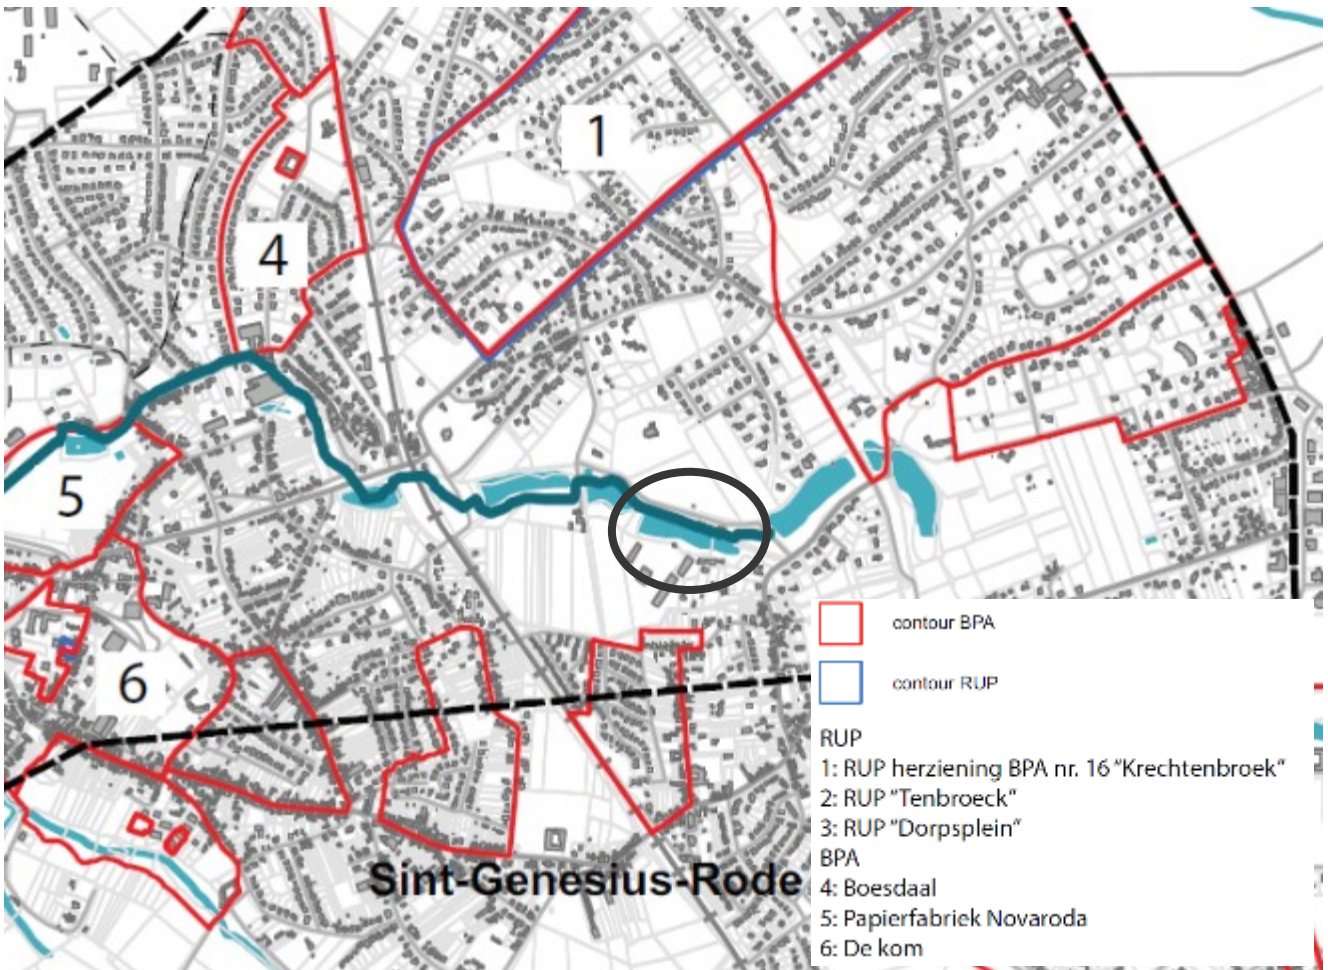 1
4
5
6
Sint-Genesius-Rode
contour BPA
contour RUP
RUP
1: RUP herziening BPA nr. 16 "Krechtenbroek"
2: RUP "Tenbroeck"
3: RUP "Dorpsplein"
BPA
4: Boesdaal
5: Papierfabriek Novaroda
6: De kom